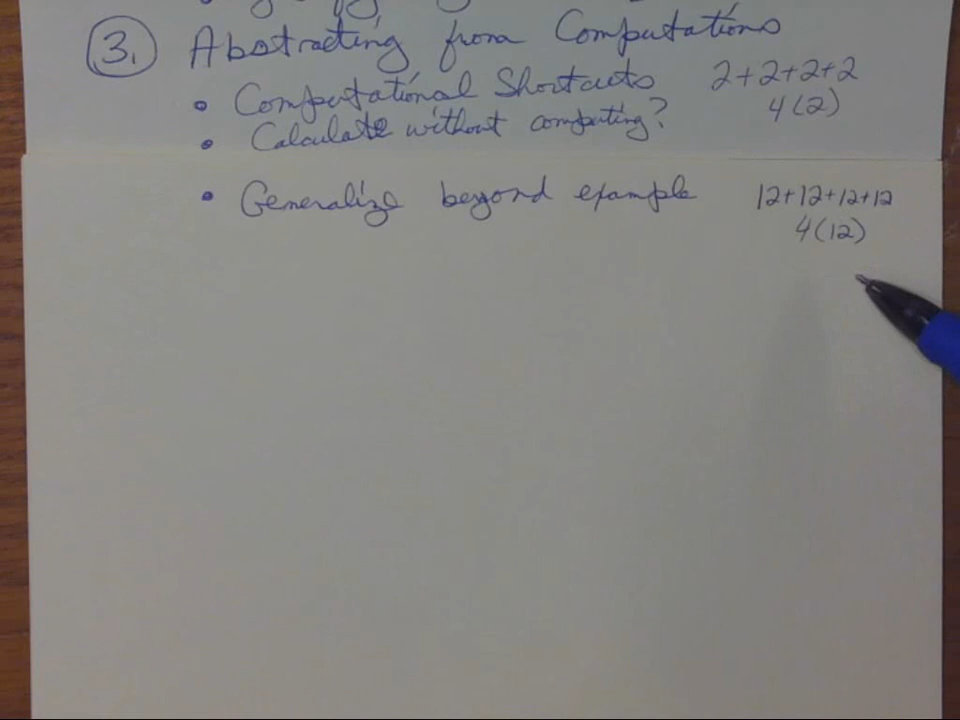 3. Abstracting from Computations
• Computational Shortcuts 2+2+2+2
4(2)
• Calculate without computing?
• Generalize beyond example 12+12+12+12
4(12)